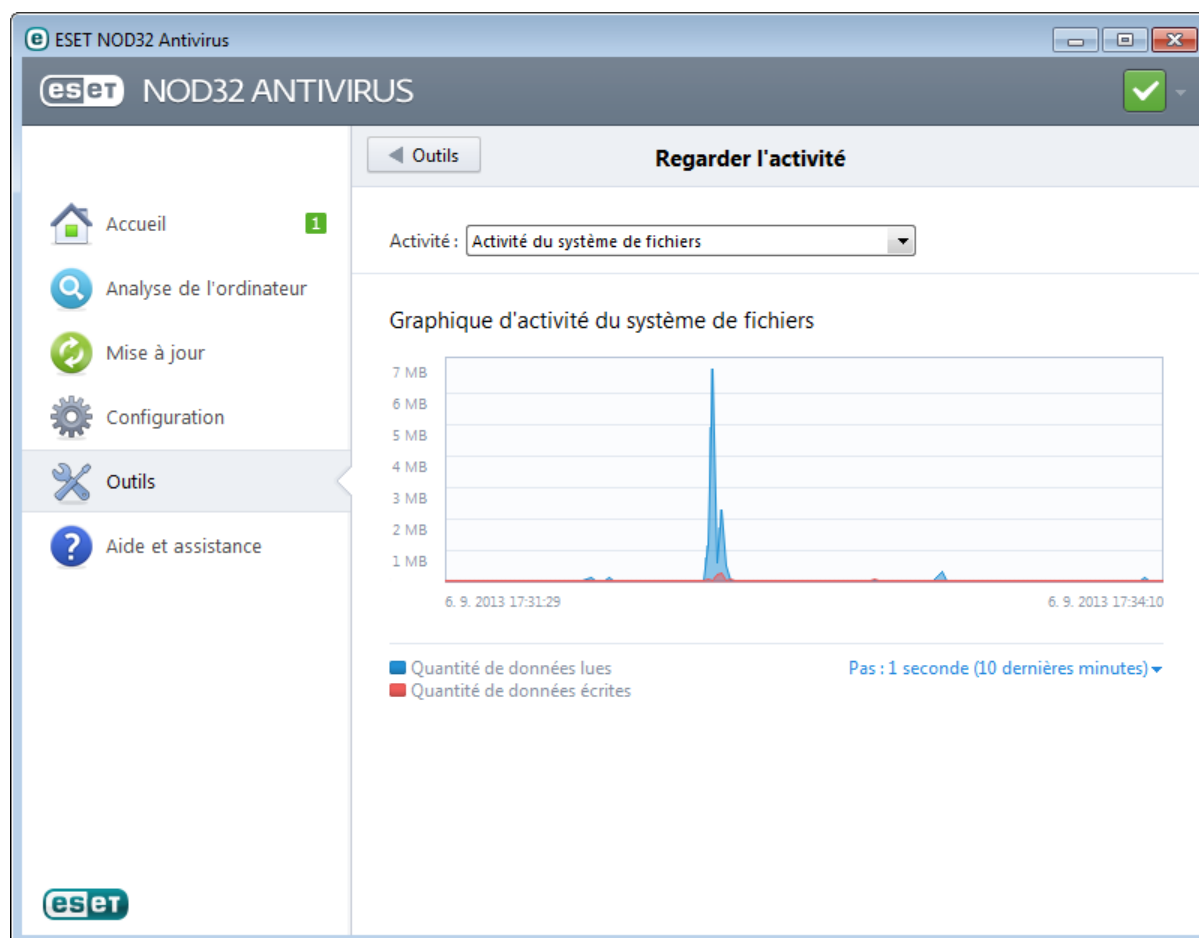 ESET NOD32 Antivirus
eset NOD32 ANTIVIRUS
Outils
Regarder l'activité
Accueil 1
Analyse de l'ordinateur
Mise à jour
Configuration
Outils
Aide et assistance
Activité : Activité du système de fichiers
Graphique d'activité du système de fichiers
7 MB
6 MB
5 MB
4 MB
3 MB
2 MB
1 MB
6. 9. 2013 17:31:29
6. 9. 2013 17:34:10
Quantité de données lues
Quantité de données écrites
Pas : 1 seconde (10 dernières minutes)
eset